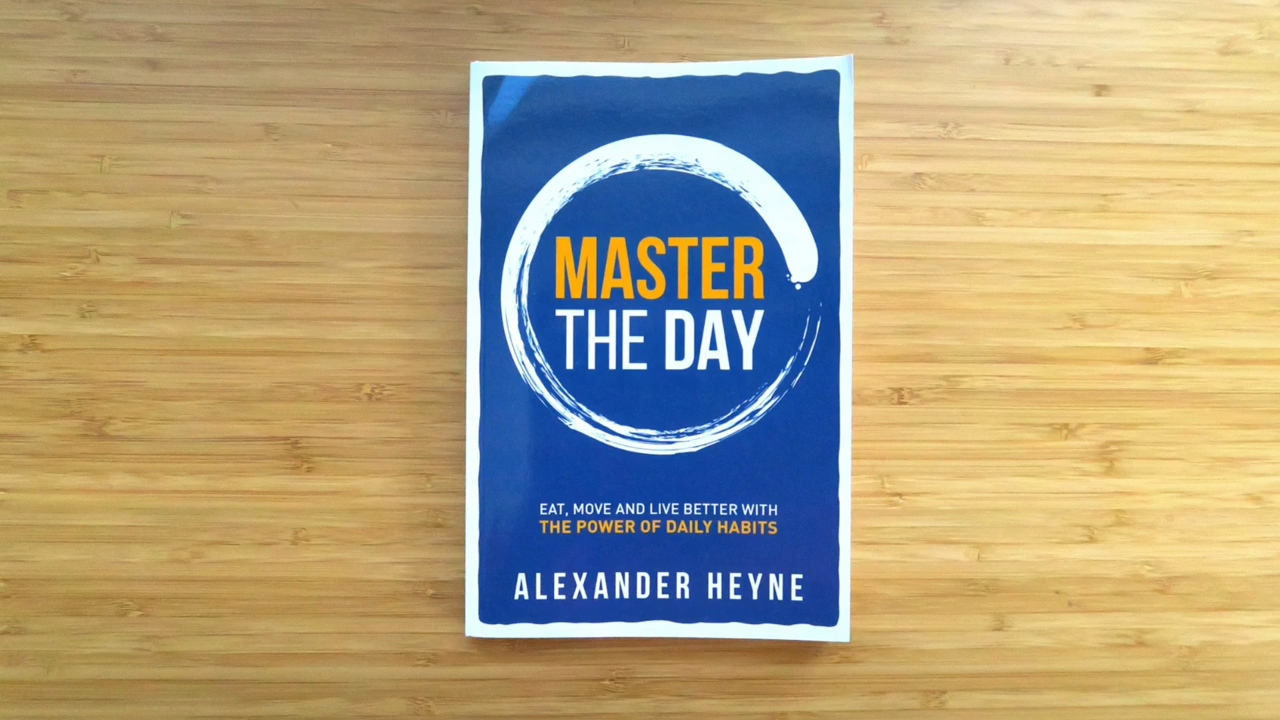 MASTER
THE DAY
EAT, MOVE AND LIVE BETTER WITH
THE POWER OF DAILY HABITS
ALEXANDER HEYNE